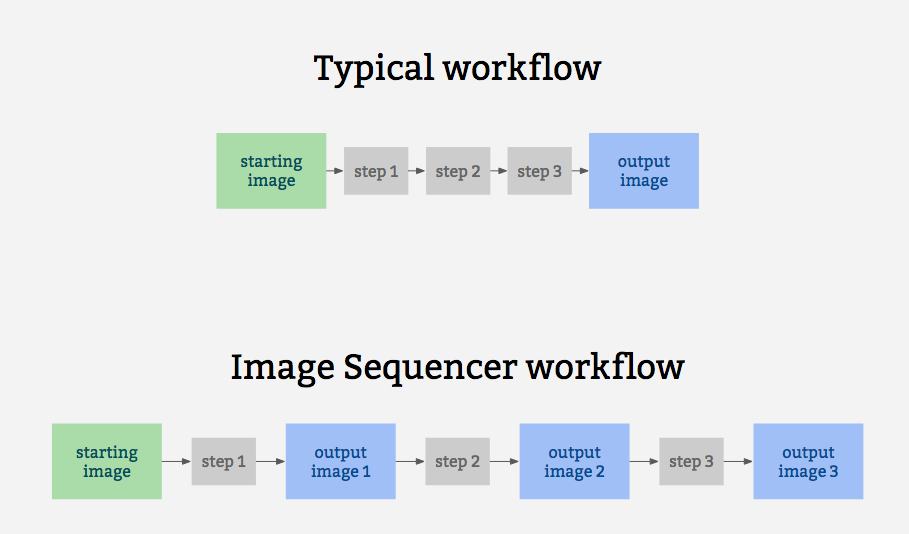 Typical workflow
starting
image
step 1
step 2
step 3
output
image
Image Sequencer workflow
starting
image
step 1
output
image 1
step 2
output
image 2
step 3
output
image 3